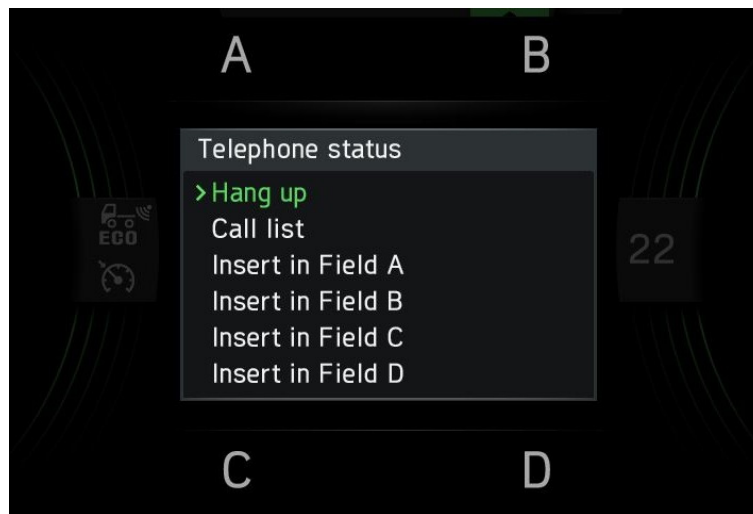 A B
Telephone status
>Hang up
Call list
Insert in Field A
ECO
22
Insert in Field B
Insert in Field C
Insert in Field D
C D